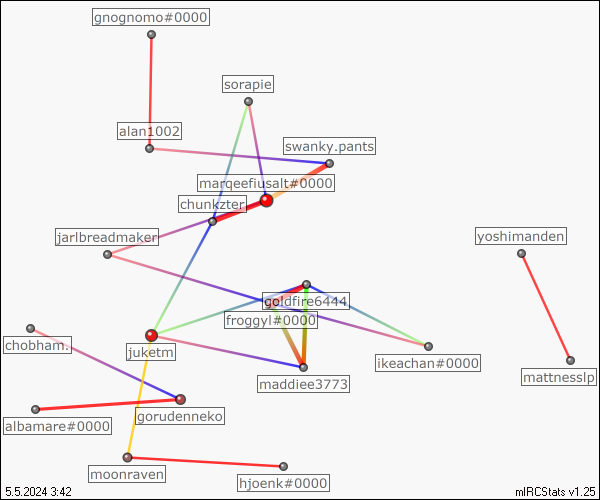 gnognomo#0000
sorapie
alan1002
swanky.pants
marqeefiusalt#0000
chunkzter
jarlbreadmaker
yoshimanden
goldfire6444
froggyl#0000
chobham.
juketm
ikeachan#0000
mattnesslp
maddiee3773
gorudenneko
albamare#0000
moonraven
hjoenk#0000
5.5.2024 3:42
mIRCStats v1.25